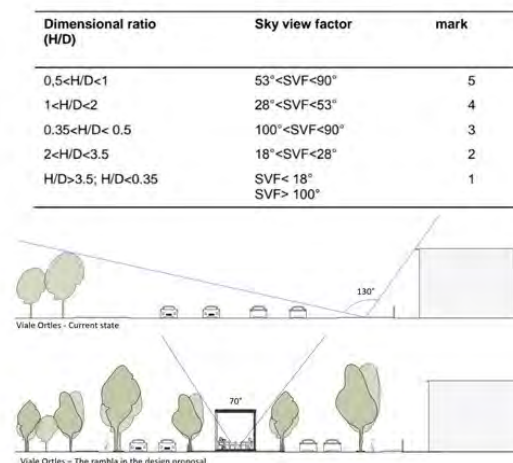 Dimensional ratio (H/D) Sky view factor mark
0,5<H/D<1 53°<SVF<90° 5
1<H/D<2 28°<SVF<53° 4
0.35<H/D< 0.5 100°<SVF<90° 3
2<H/D<3.5 18°<SVF<28° 2
H/D>3.5; H/D<0.35 SVF< 18° 1
SVF> 100°
130°
Viale Ortles - Current state
70°
Viale Ortles – The rambla in the design proposal